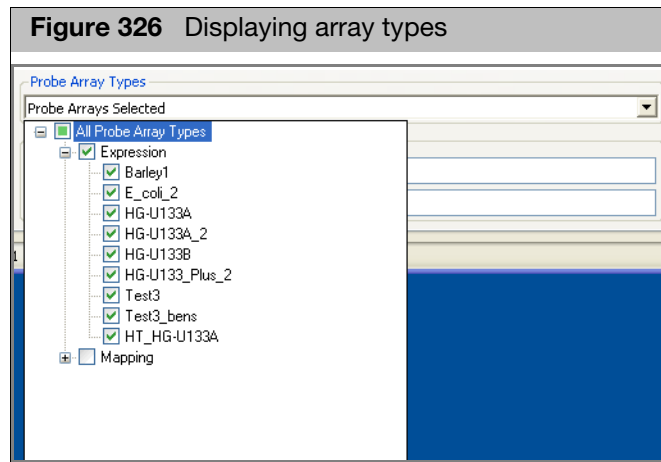 Figure 326 Displaying array types
Probe Array Types
Probe Arrays Selected
All Probe Array Types
Expression
Barley1
E_coli_2
HG-U133A
HG-U133A_2
HG-U133B
HG-U133_Plus_2
Test3
Test3_bens
HT_HG-U133A
Mapping